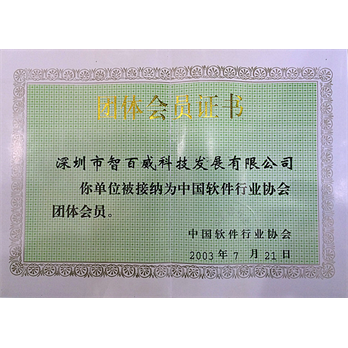 团体会员证书
深圳市智百威科技发展有限公司
你单位被接纳为中国软件行业协会
团体会员。
中国软件行业协会
2003年7月21日